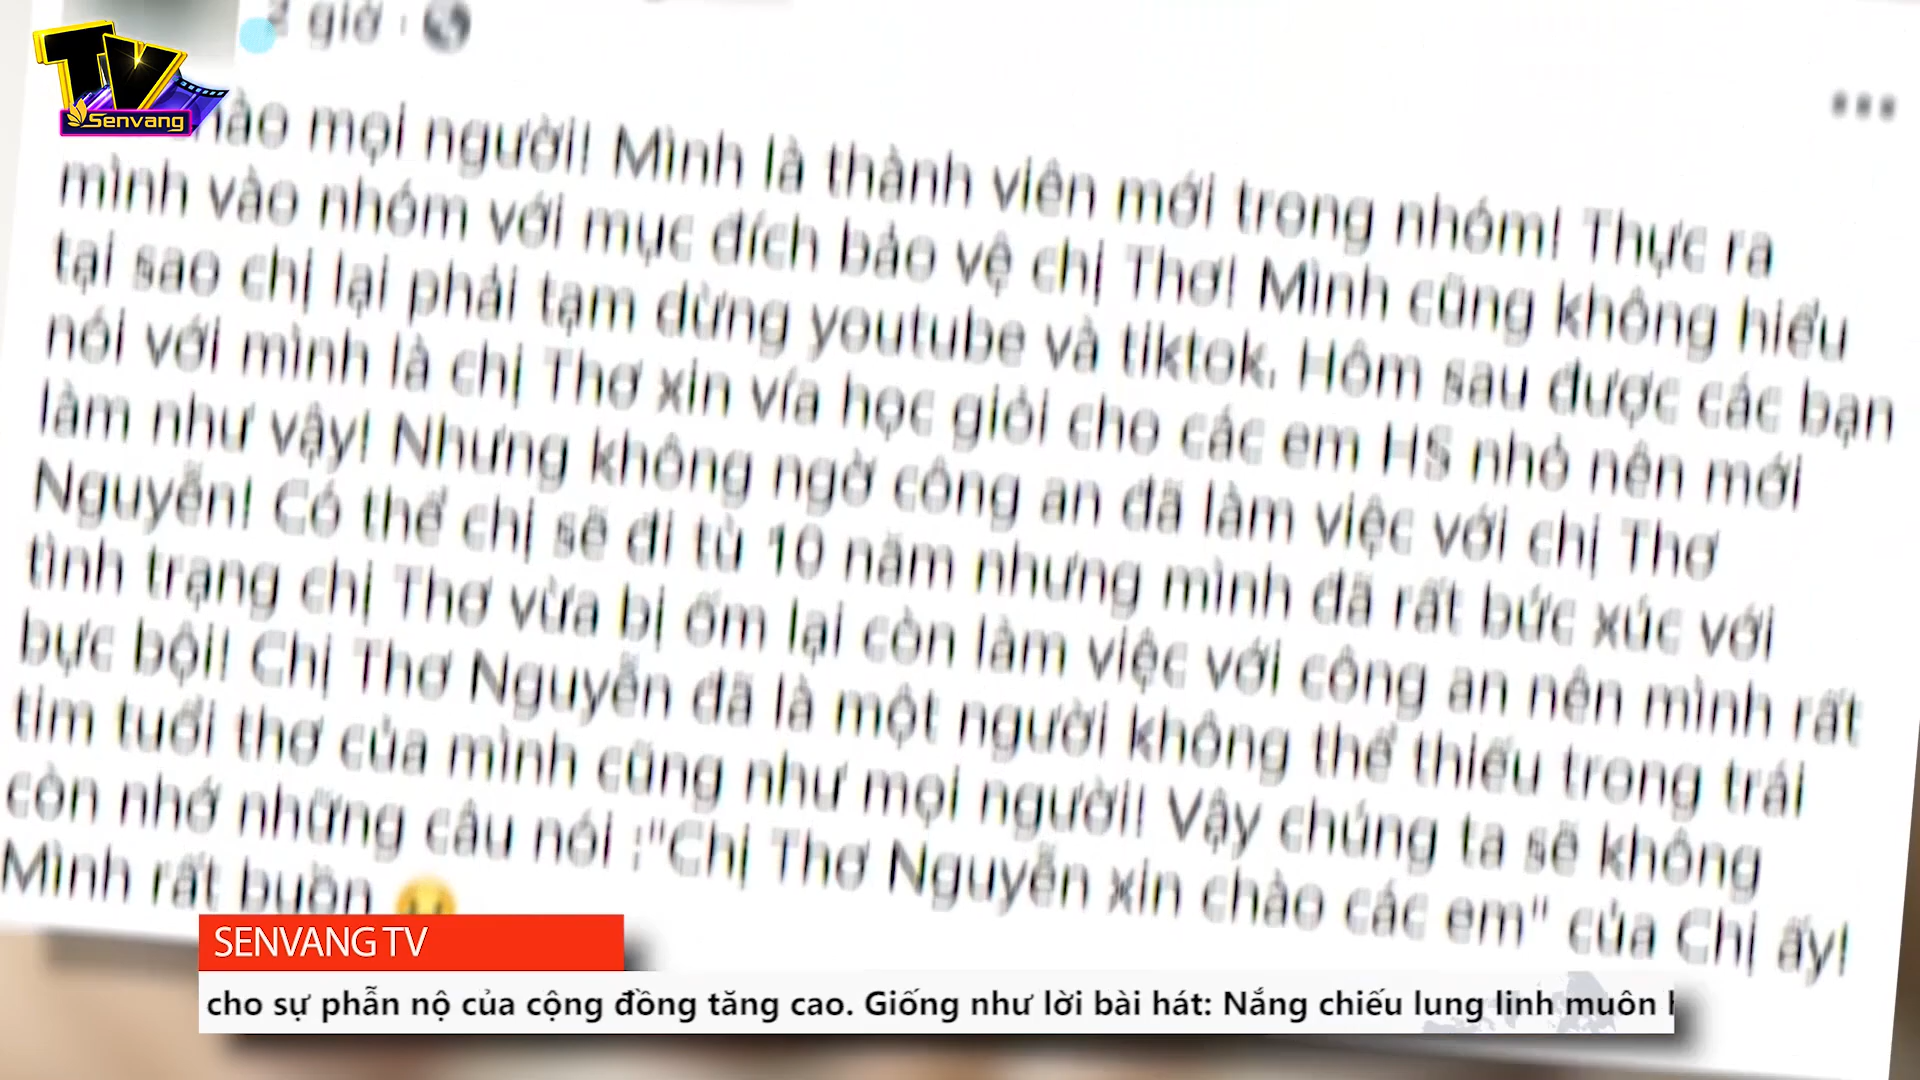 2 giờ ·
TV
Senvang
hào mọi người! Mình là thành viên mới trong nhóm! Thực ra
mình vào nhóm với mục đích bảo vệ chị Thơ! Mình cũng không hiểu
tại sao chị lại phải tạm dừng youtube và tiktok. Hôm sau được các bạn
nói với mình là chị Thơ xin vía học giỏi cho các em HS nhỏ nên mới
làm như vậy! Nhưng không ngờ công an đã làm việc với chị Thơ
Nguyễn! Có thể chị sẽ đi tù 10 năm nhưng mình đã rất bức xúc với
tình trạng chị Thơ vừa bị ốm lại còn làm việc với công an nên mình rất
bực bội! Chị Thơ Nguyễn đã là một người không thể thiếu trong trái
tim tuổi thơ của mình cũng như mọi người! Vậy chúng ta sẽ không
còn nhớ những câu nói :"Chị Thơ Nguyễn xin chào các em" của Chị ấy!
Mình rất buồn
SENVANG TV
cho sự phẫn nộ của cộng đồng tăng cao. Giống như lời bài hát: Nắng chiếu lung linh muôn